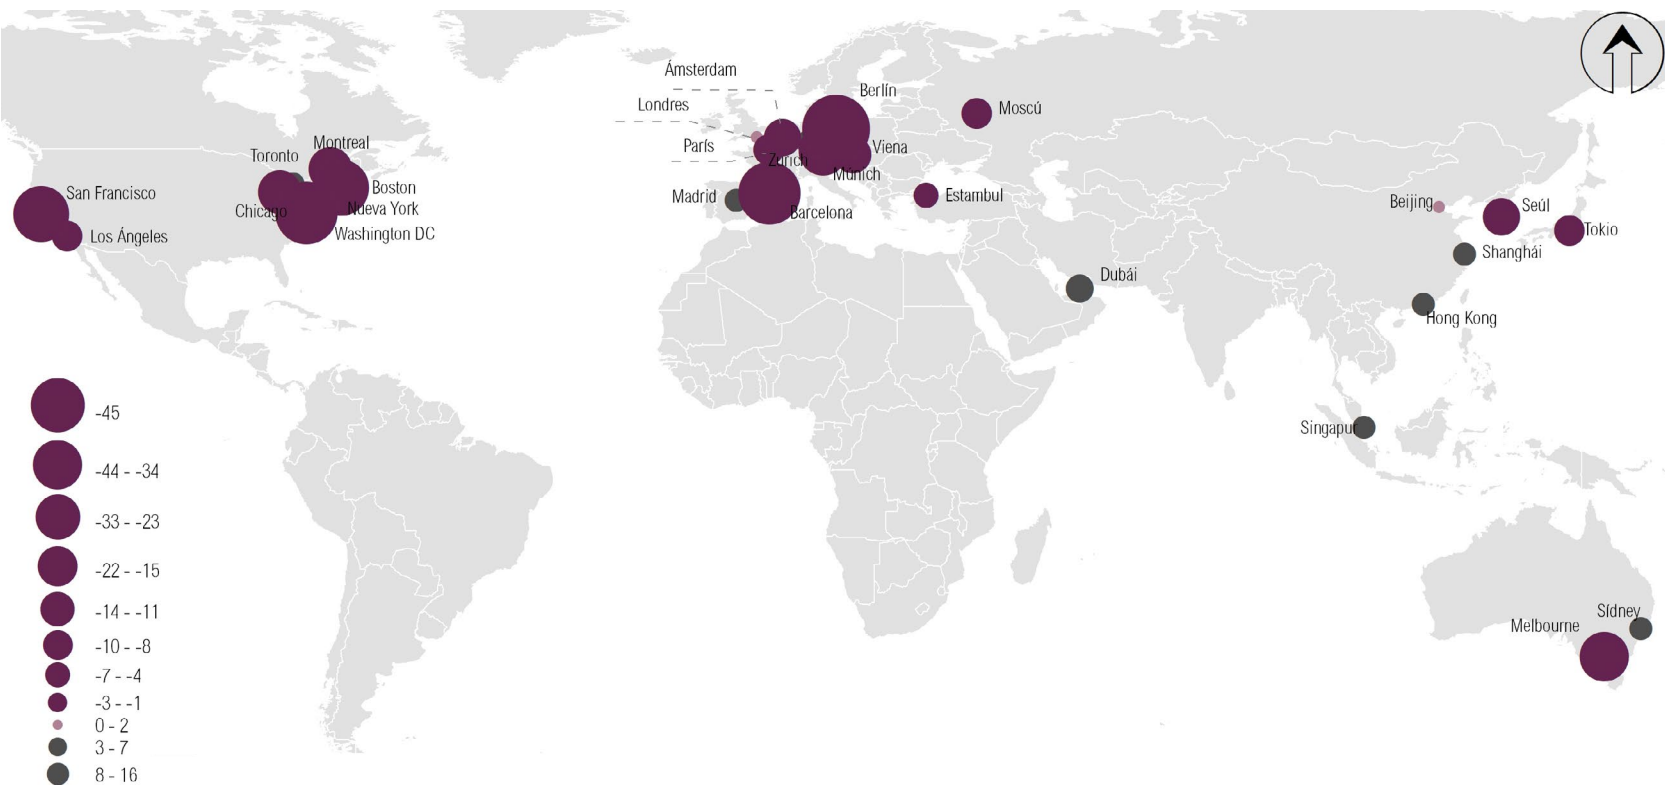 Ámsterdam
Berlín
Londres
Moscú
Montreal
París
Viena
Toronto
Zurich
Múnich
San Francisco
Boston
Madrid
Estambul
Beijing
Seúl
Chicago
Nueva York
Barcelona
Los Ángeles
Washington DC
Tokio
Shanghái
Dubái
Hong Kong
Singapur
Sídney
Melbourne
-45
-44 - -34
-33 - -23
-22 - -15
-14 - -11
-10 - -8
-7 - -4
-3 - -1
0 - 2
3 - 7
8 - 16